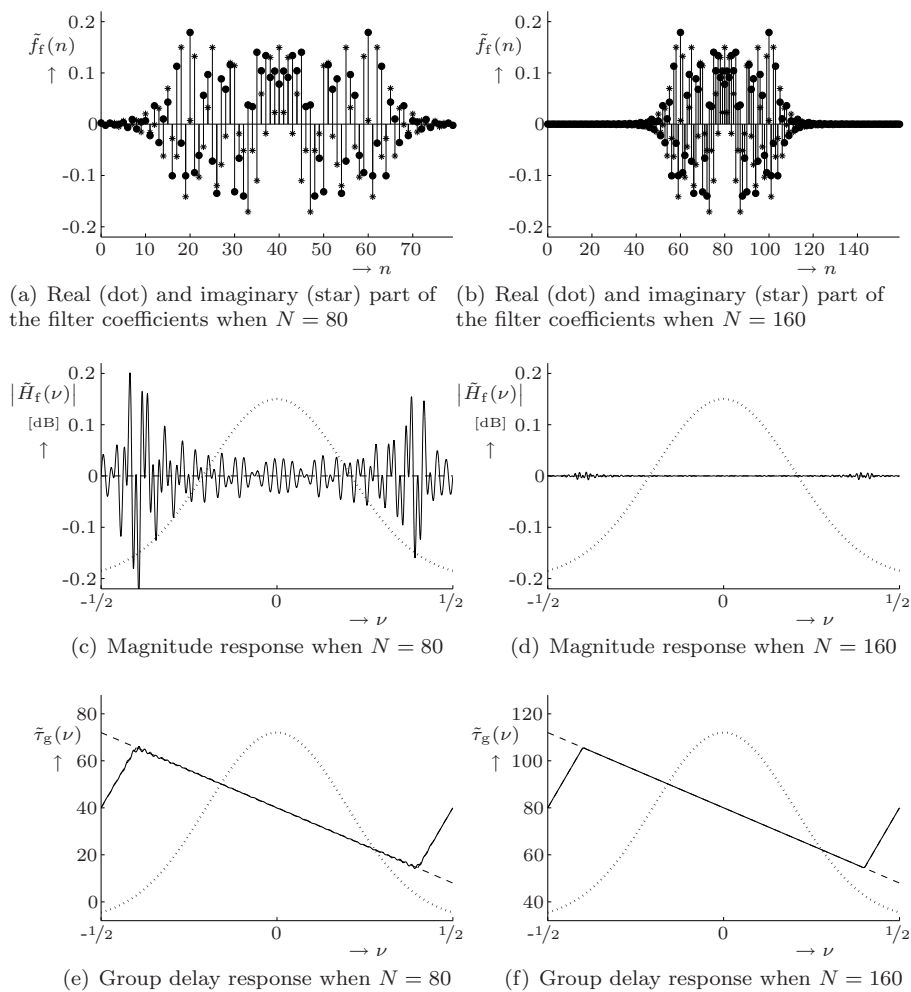 0.2
f̃f(n)
↑
0.1
0
-0.1
-0.2
0 10 20 30 40 50 60 70
→ n
(a) Real (dot) and imaginary (star) part of
the filter coefficients when N = 80
0.2
f̃f(n)
↑
0.1
0
-0.1
-0.2
0 20 40 60 80 100 120 140
→ n
(b) Real (dot) and imaginary (star) part of
the filter coefficients when N = 160
0.2
|H̃f(ν)|
[dB]
↑
0.1
0
-0.1
-0.2
-1/2 0 1/2
→ ν
(c) Magnitude response when N = 80
0.2
|H̃f(ν)|
[dB]
↑
0.1
0
-0.1
-0.2
-1/2 0 1/2
→ ν
(d) Magnitude response when N = 160
80
τ̃g(ν)
↑
60
40
20
0
-1/2 0 1/2
→ ν
(e) Group delay response when N = 80
120
τ̃g(ν)
↑
100
80
60
40
-1/2 0 1/2
→ ν
(f) Group delay response when N = 160